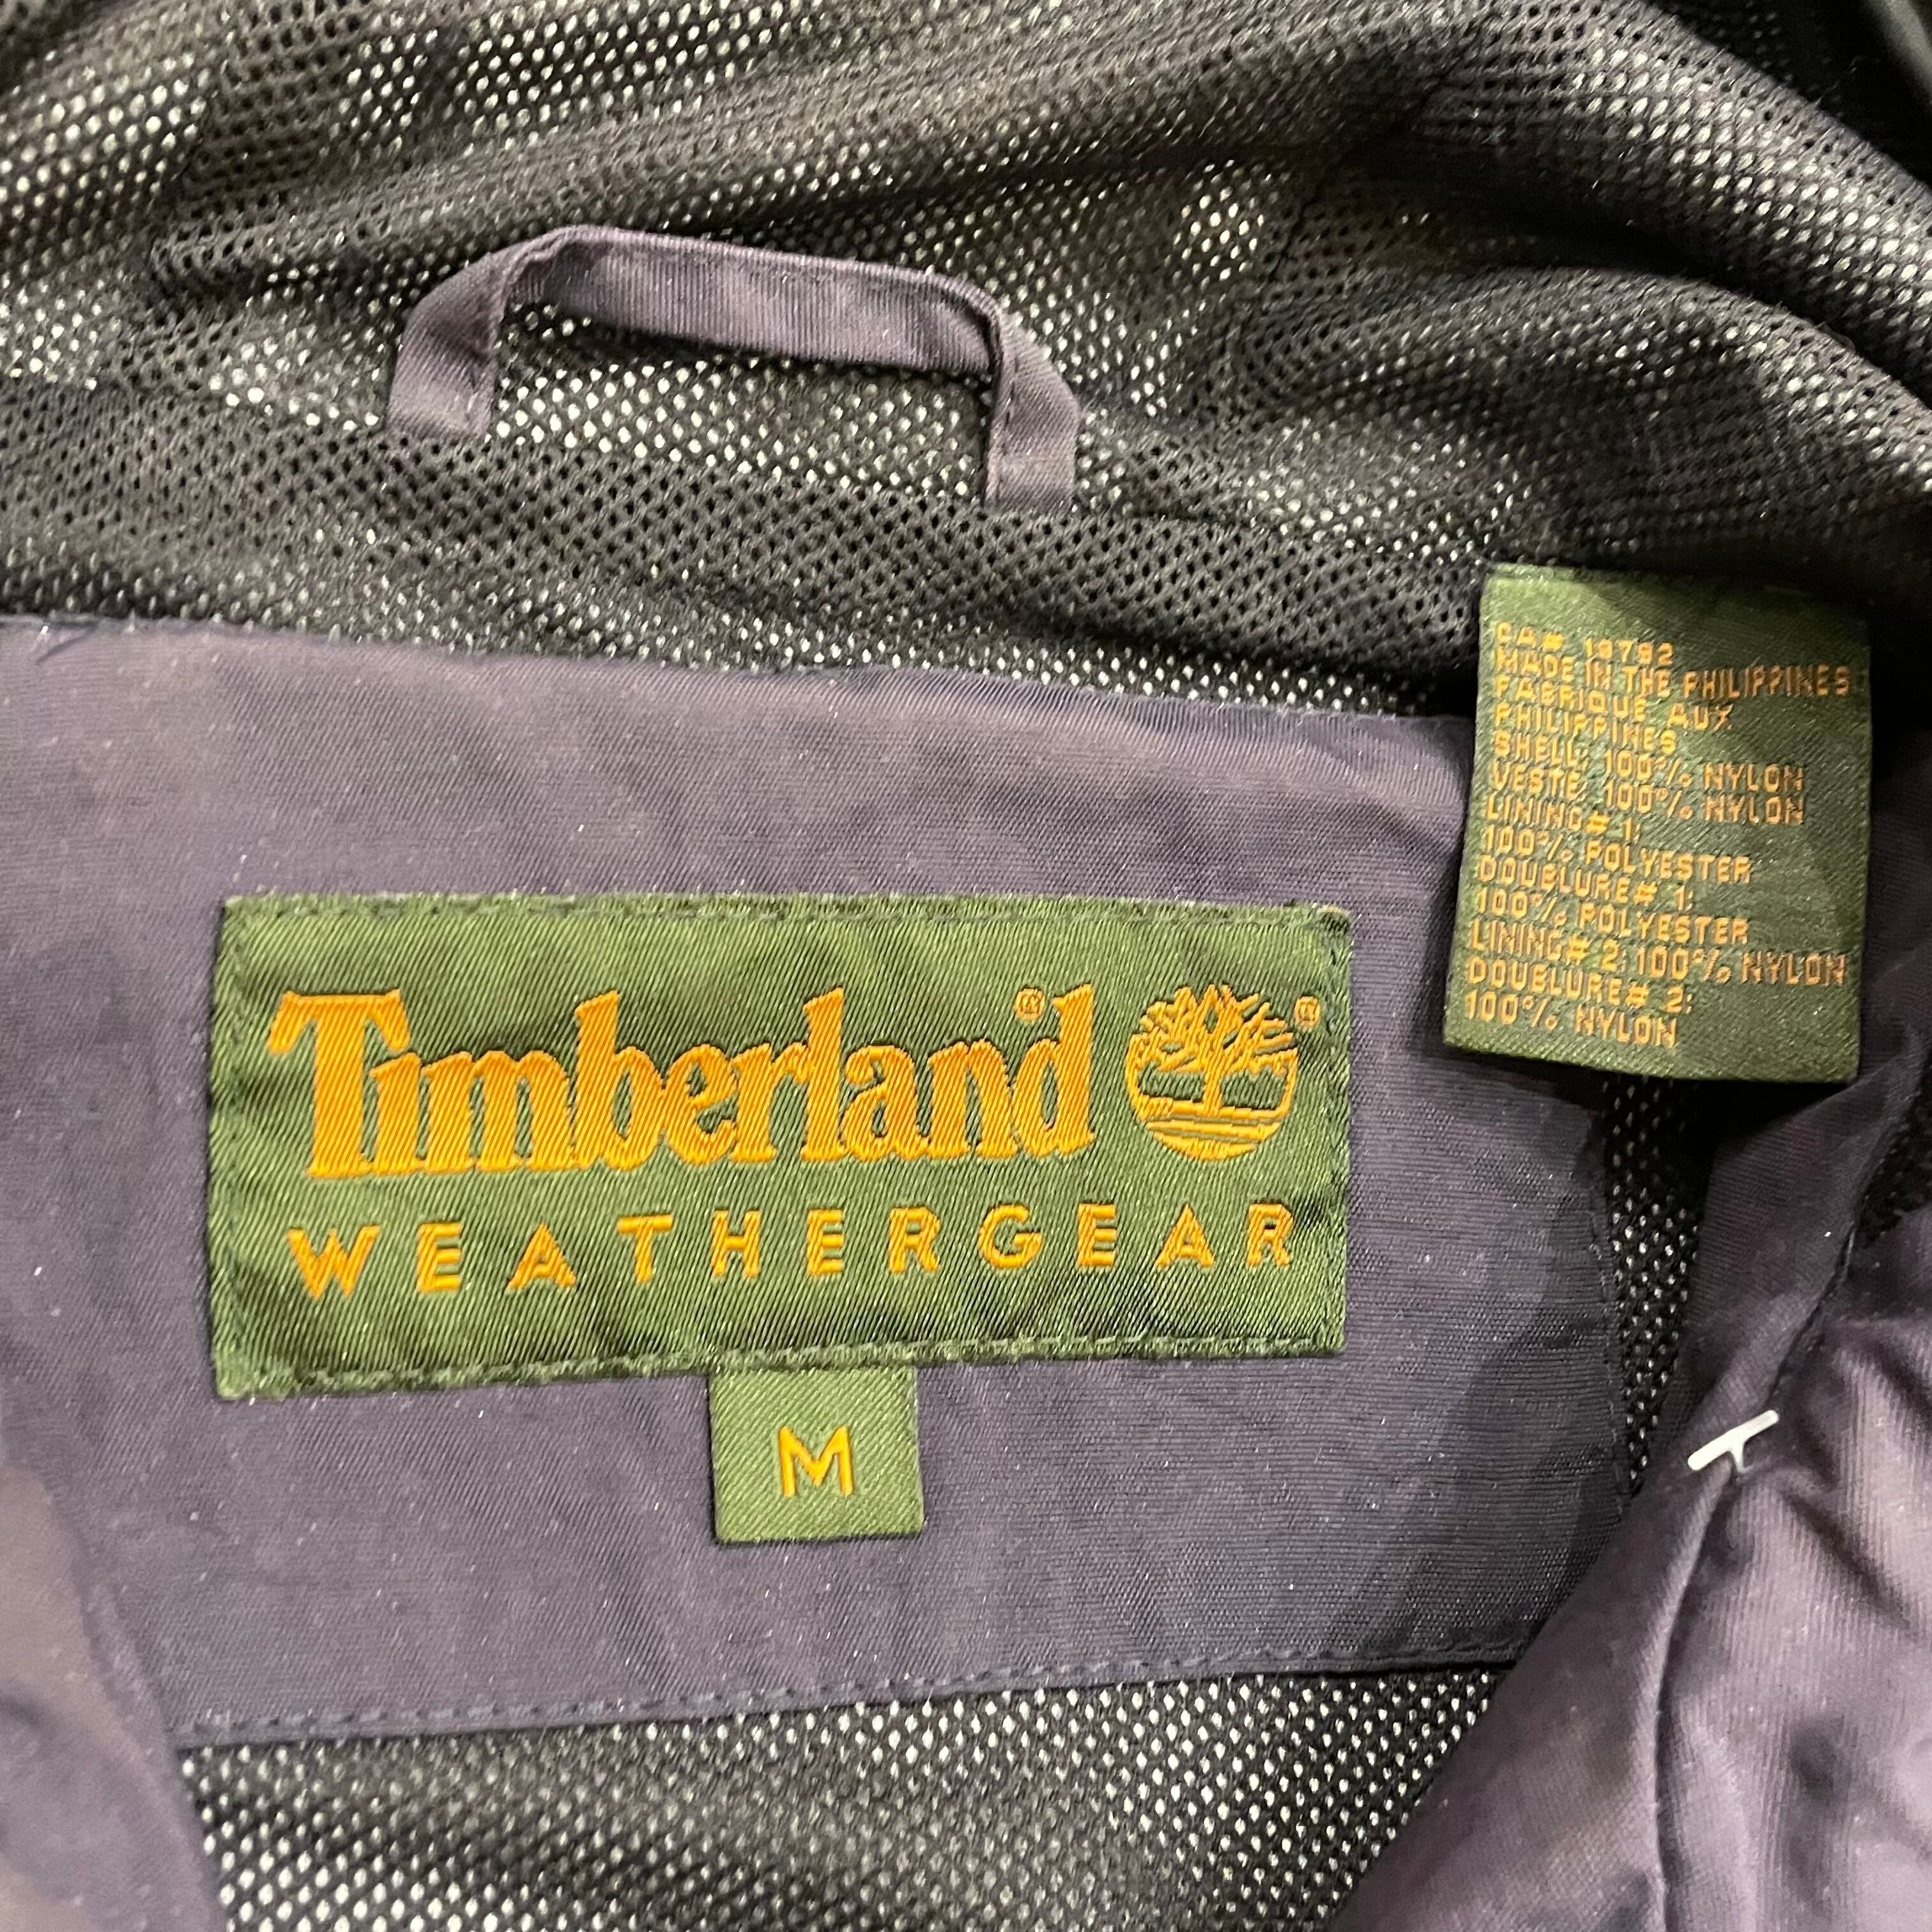 CA# 19792
MADE IN THE PHILIPPINES
FABRIQUE AUX
PHILIPPINES
SHELL: 100% NYLON
VESTE: 100% NYLON
LINING# 1:
100% POLYESTER
DOUBLURE# 1:
100% POLYESTER
LINING# 2: 100% NYLON
DOUBLURE# 2:
100% NYLON
Timberland® ®
WEATHERGEAR
M